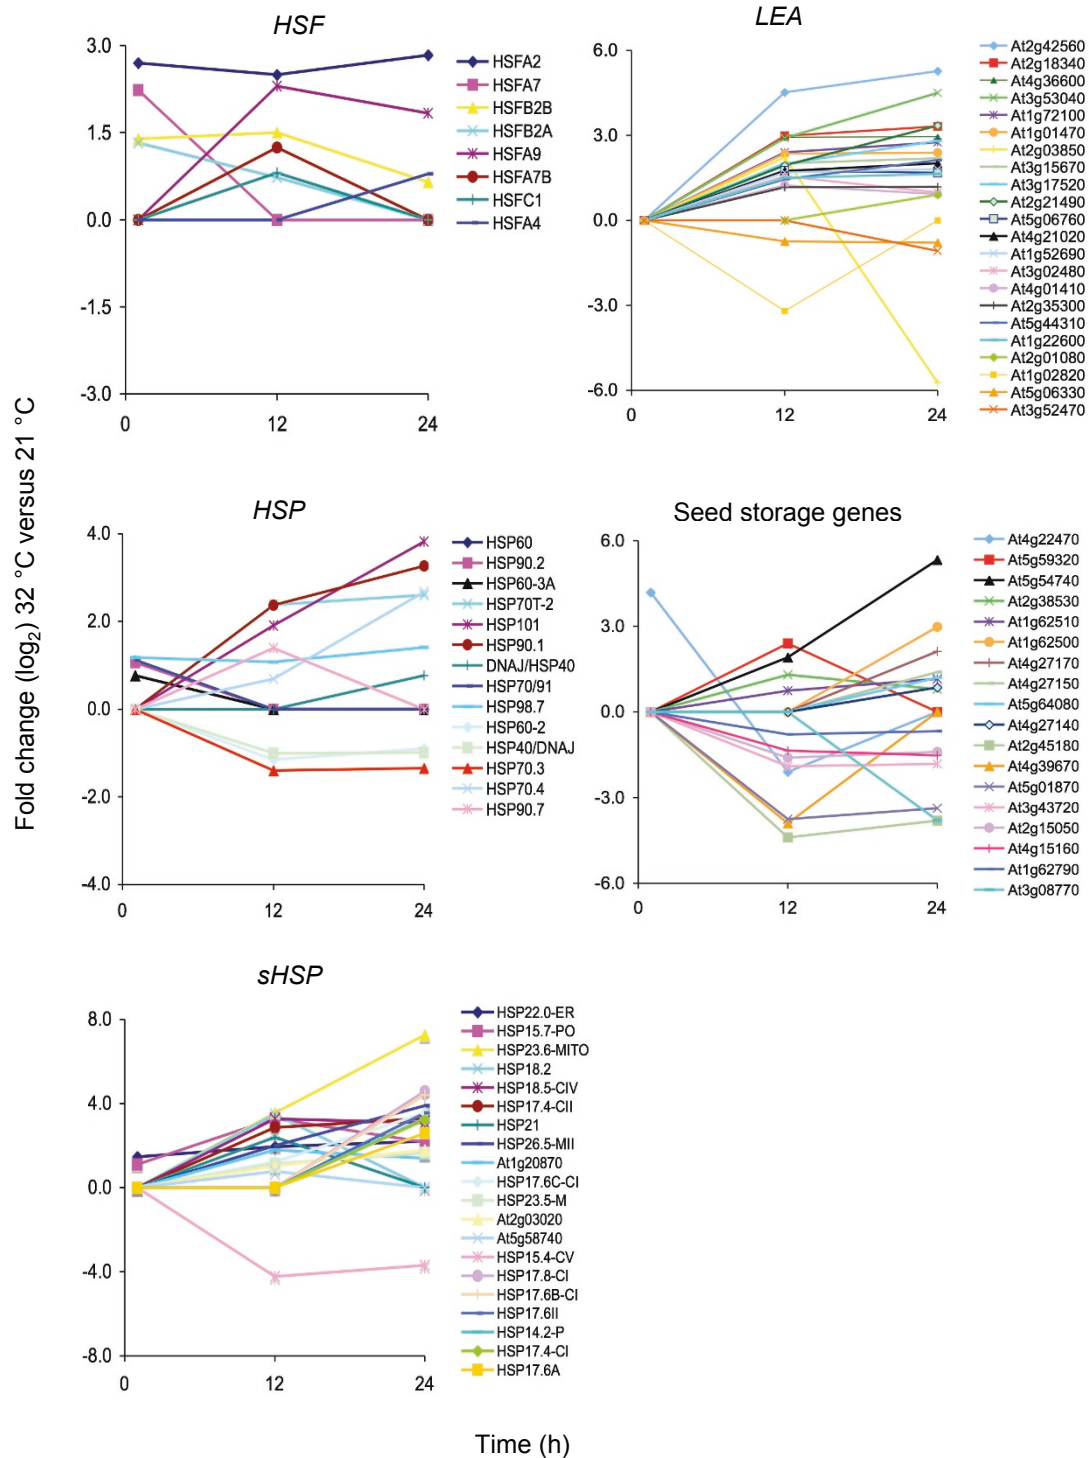 HSF
3.0
1.5
0.0
-1.5
-3.0
0
12
24
HSFA2
HSFA7
HSFB2B
HSFB2A
HSFA9
HSFA7B
HSFC1
HSFA4
LEA
6.0
3.0
0.0
-3.0
-6.0
0
12
24
At2g42560
At2g18340
At4g36600
At3g53040
At1g72100
At1g01470
At2g03850
At3g15670
At3g17520
At2g21490
At5g06760
At4g21020
At1g52690
At3g02480
At4g01410
At2g35300
At5g44310
At1g22600
At2g01080
At1g02820
At5g06330
At3g52470
Fold change (log2) 32 °C versus 21 °C
HSP
4.0
2.0
0.0
-2.0
-4.0
0
12
24
HSP60
HSP90.2
HSP60-3A
HSP70T-2
HSP101
HSP90.1
DNAJ/HSP40
HSP70/91
HSP98.7
HSP60-2
HSP40/DNAJ
HSP70.3
HSP70.4
HSP90.7
Seed storage genes
6.0
3.0
0.0
-3.0
-6.0
0
12
24
At4g22470
At5g59320
At5g54740
At2g38530
At1g62510
At1g62500
At4g27170
At4g27150
At5g64080
At4g27140
At2g45180
At4g39670
At5g01870
At3g43720
At2g15050
At4g15160
At1g62790
At3g08770
sHSP
8.0
4.0
0.0
-4.0
-8.0
0
12
24
HSP22.0-ER
HSP15.7-PO
HSP23.6-MITO
HSP18.2
HSP18.5-CIV
HSP17.4-CII
HSP21
HSP26.5-MII
At1g20870
HSP17.6C-CI
HSP23.5-M
At2g03020
At5g58740
HSP15.4-CV
HSP17.8-CI
HSP17.6B-CI
HSP17.6II
HSP14.2-P
HSP17.4-CI
HSP17.6A
Time (h)